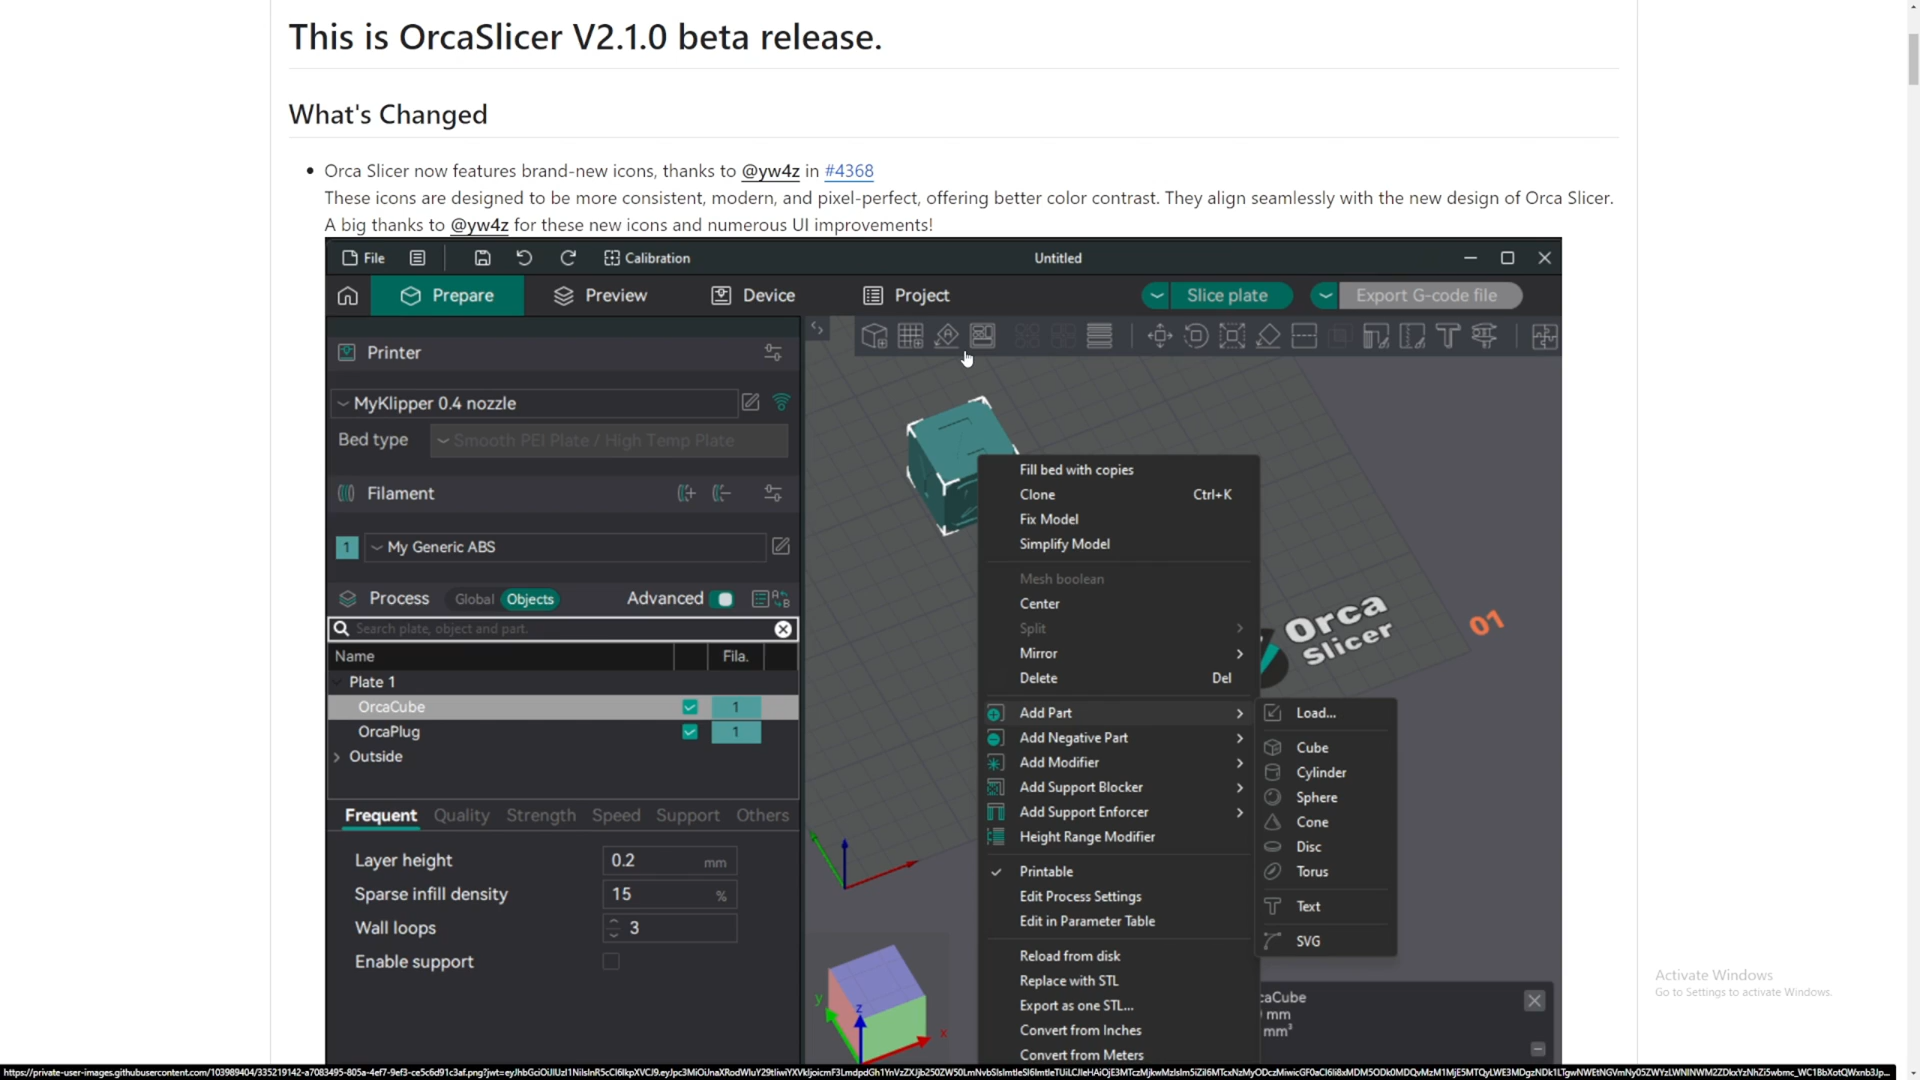 This is OrcaSlicer V2.1.0 beta release.
What's Changed
Orca Slicer now features brand-new icons, thanks to @yw4z in #4368
These icons are designed to be more consistent, modern, and pixel-perfect, offering better color contrast. They align seamlessly with the new design of Orca Slicer.
A big thanks to @yw4z for these new icons and numerous UI improvements!
File Calibration Untitled
Prepare Preview Device Project Slice plate Export G-code file
Printer
MyKlipper 0.4 nozzle
Bed type Smooth PEI Plate / High Temp Plate
Filament
1 My Generic ABS
Process Global Objects Advanced
Search plate, object and part.
Name Fila.
Plate 1
OrcaCube 1
OrcaPlug 1
Outside
Frequent Quality Strength Speed Support Others
Layer height 0.2 mm
Sparse infill density 15 %
Wall loops 3
Enable support
Fill bed with copies
Clone Ctrl+K
Fix Model
Simplify Model
Mesh boolean
Center
Split
Mirror
Delete Del
Add Part
Add Negative Part
Add Modifier
Add Support Blocker
Add Support Enforcer
Height Range Modifier
Printable
Edit Process Settings
Edit in Parameter Table
Reload from disk
Replace with STL
Export as one STL...
Convert from Inches
Convert from Meters
Load...
Cube
Cylinder
Sphere
Cone
Disc
Torus
Text
SVG
Orca
Slicer
01
y
z
x
caCube
mm
mm³
Activate Windows
Go to Settings to activate Windows.